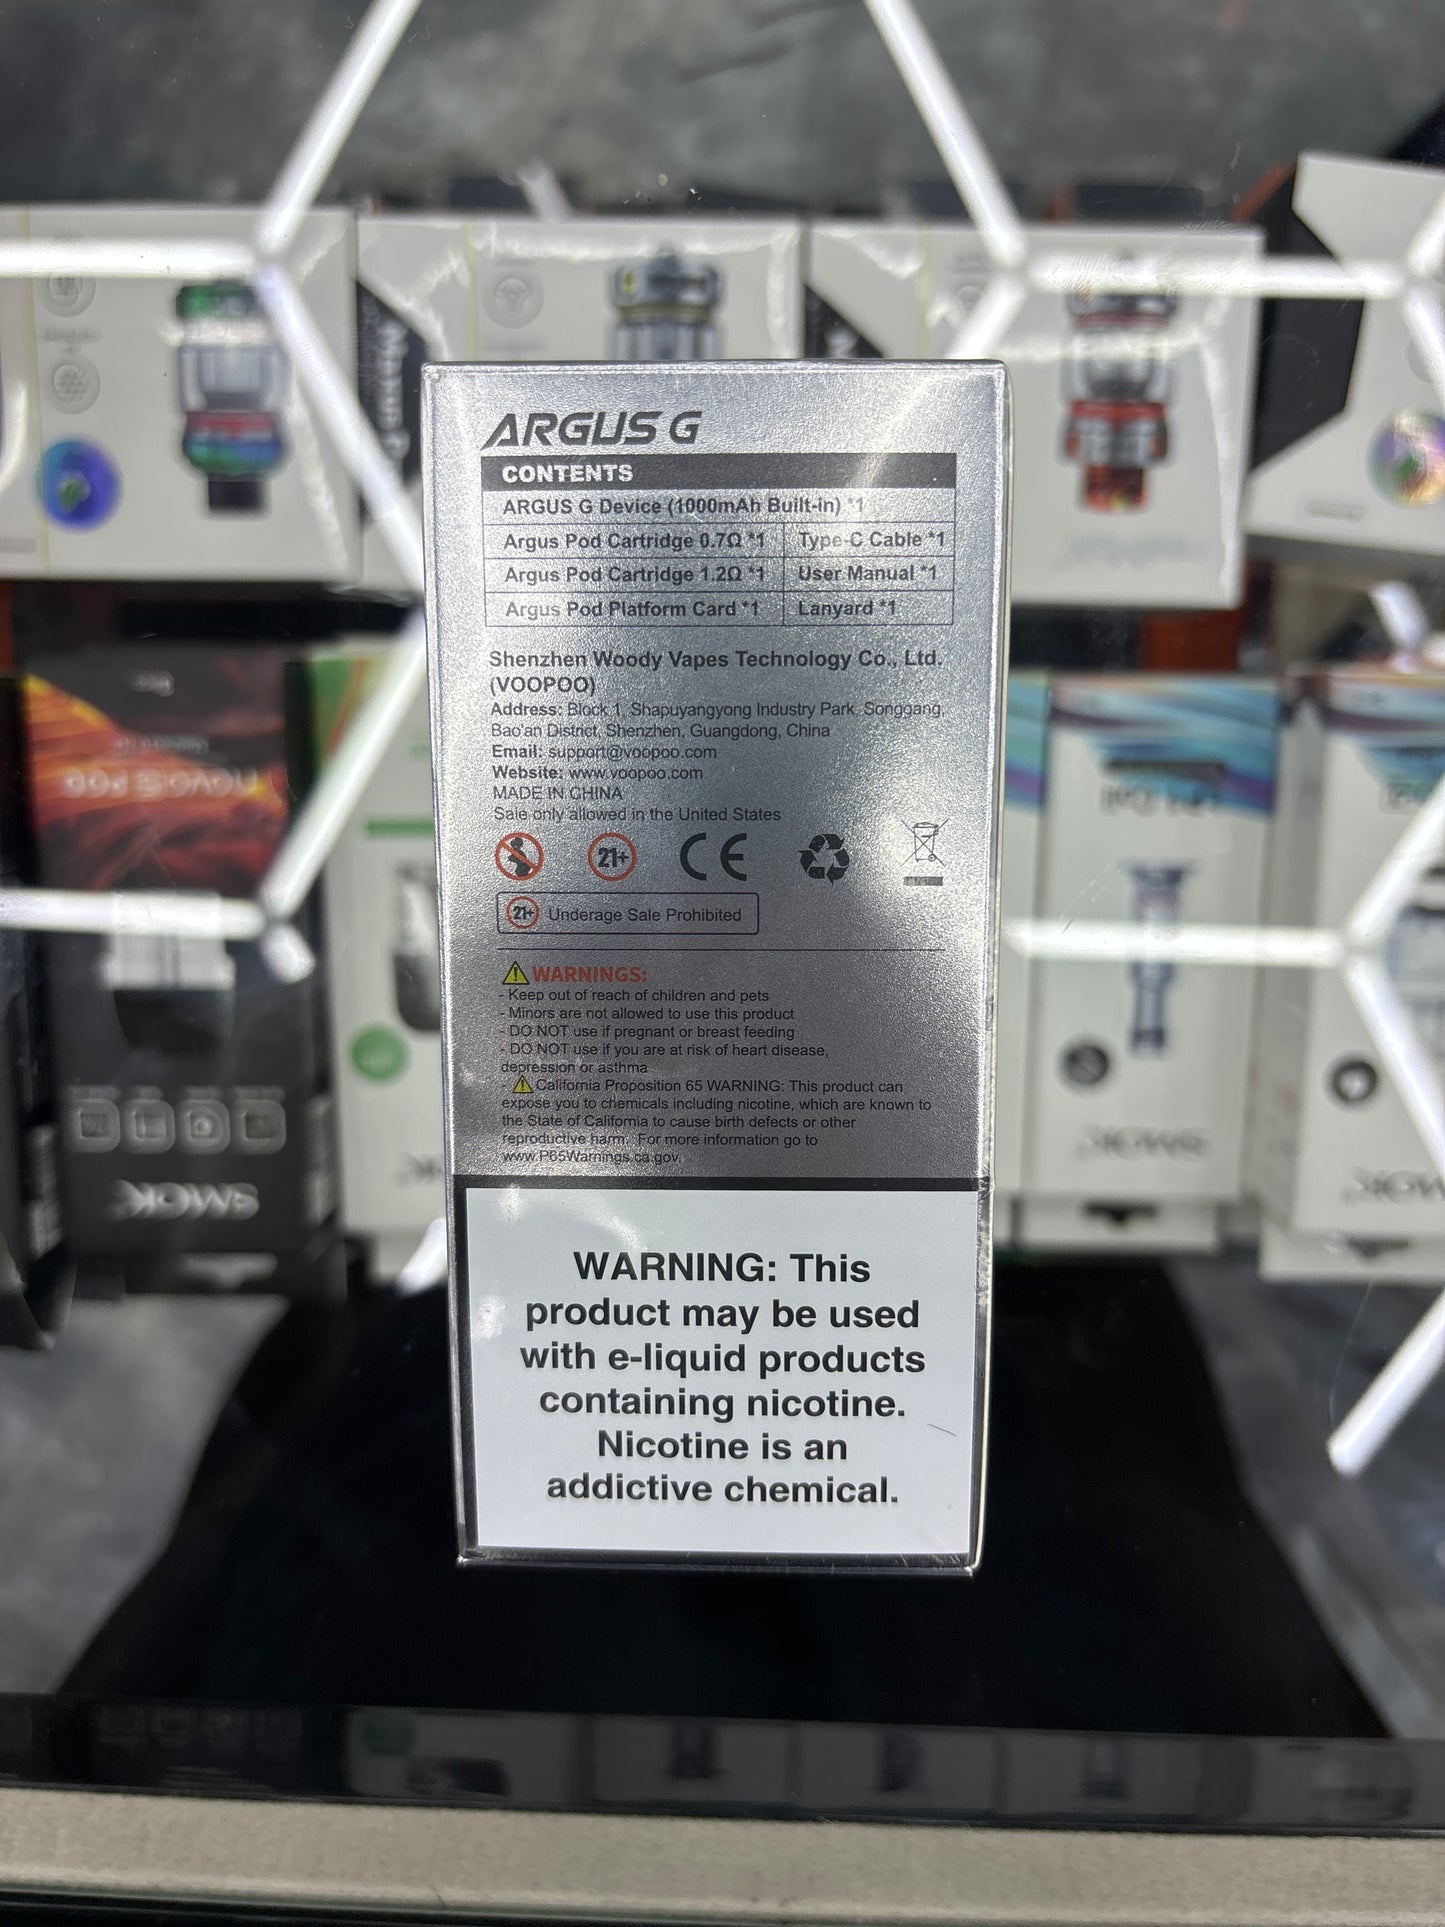 ARGUS G
CONTENTS
ARGUS G Device (1000mAh Built-in) *1
Argus Pod Cartridge 0.7Ω *1 Type-C Cable *1
Argus Pod Cartridge 1.2Ω *1 User Manual *1
Argus Pod Platform Card *1 Lanyard *1
Shenzhen Woody Vapes Technology Co., Ltd.
(VOOPOO)
Address: Block 1, Shapuyangyong Industry Park, Songgang,
Bao'an District, Shenzhen, Guangdong, China
Email: support@voopoo.com
Website: www.voopoo.com
MADE IN CHINA
Sale only allowed in the United States
21+ CE
21+ Underage Sale Prohibited
WARNINGS:
- Keep out of reach of children and pets
- Minors are not allowed to use this product
- DO NOT use if pregnant or breast feeding
- DO NOT use if you are at risk of heart disease,
depression or asthma
- California Proposition 65 WARNING: This product can
expose you to chemicals including nicotine, which are known to
the State of California to cause birth defects or other
reproductive harm. For more information go to
www.P65Warnings.ca.gov.
WARNING: This
product may be used
with e-liquid products
containing nicotine.
Nicotine is an
addictive chemical.
SMOK
SMOK